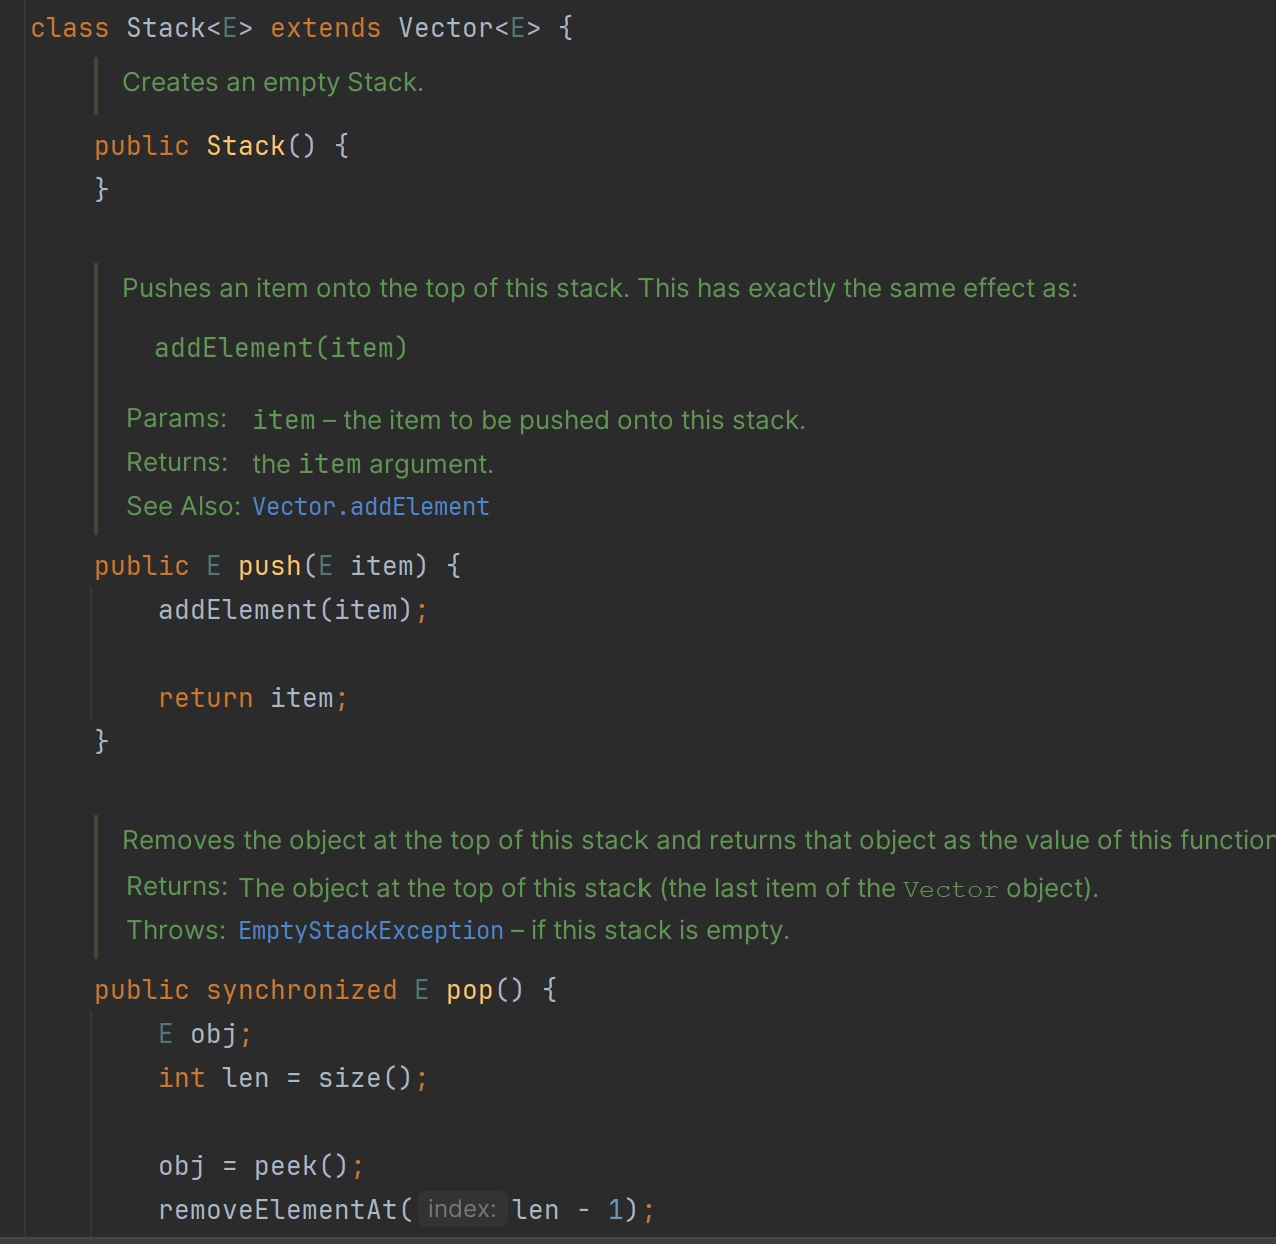 class Stack<E> extends Vector<E> {
Creates an empty Stack.
public Stack() {
}
Pushes an item onto the top of this stack. This has exactly the same effect as:
addElement(item)
Params: item – the item to be pushed onto this stack.
Returns: the item argument.
See Also: Vector.addElement
public E push(E item) {
addElement(item);
return item;
}
Removes the object at the top of this stack and returns that object as the value of this function
Returns: The object at the top of this stack (the last item of the Vector object).
Throws: EmptyStackException – if this stack is empty.
public synchronized E pop() {
E obj;
int len = size();
obj = peek();
removeElementAt( index: len - 1);